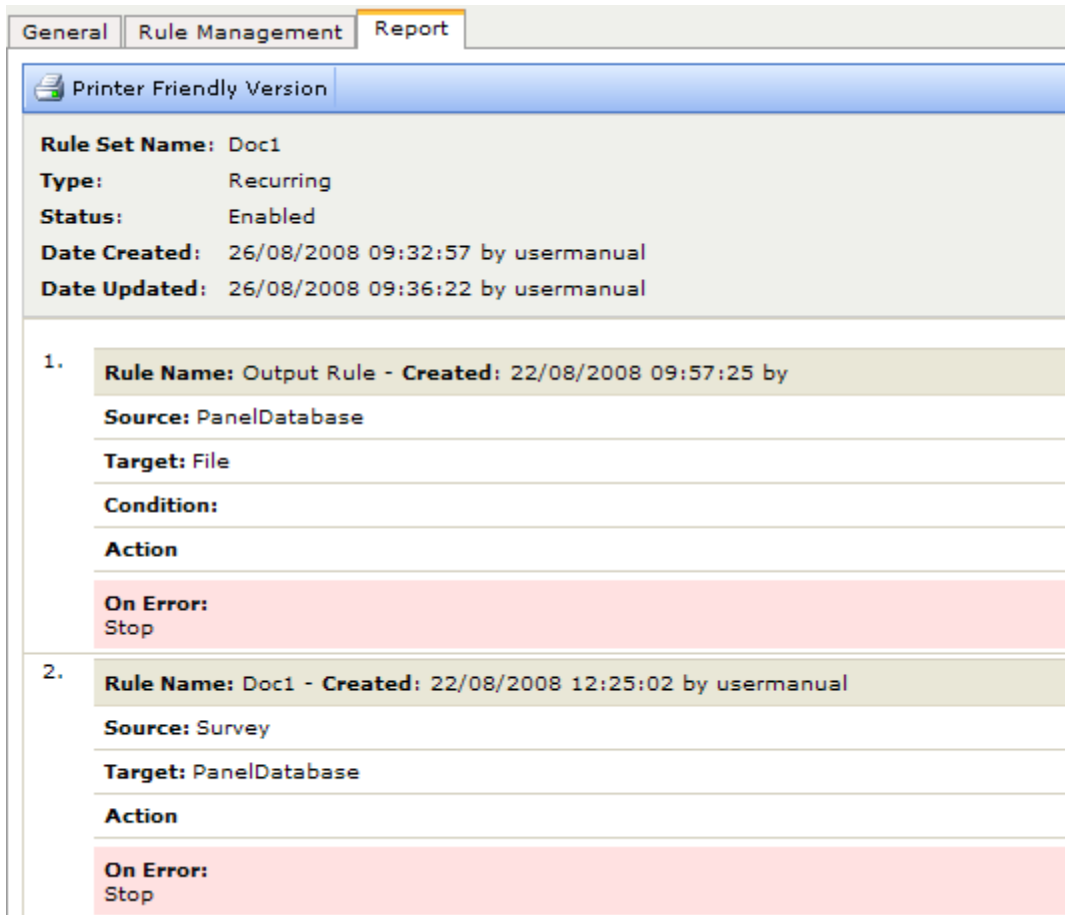 General Rule Management Report
Printer Friendly Version
Rule Set Name: Doc1
Type: Recurring
Status: Enabled
Date Created: 26/08/2008 09:32:57 by usermanual
Date Updated: 26/08/2008 09:36:22 by usermanual
1.
Rule Name: Output Rule - Created: 22/08/2008 09:57:25 by
Source: PanelDatabase
Target: File
Condition:
Action
On Error:
Stop
2.
Rule Name: Doc1 - Created: 22/08/2008 12:25:02 by usermanual
Source: Survey
Target: PanelDatabase
Action
On Error:
Stop